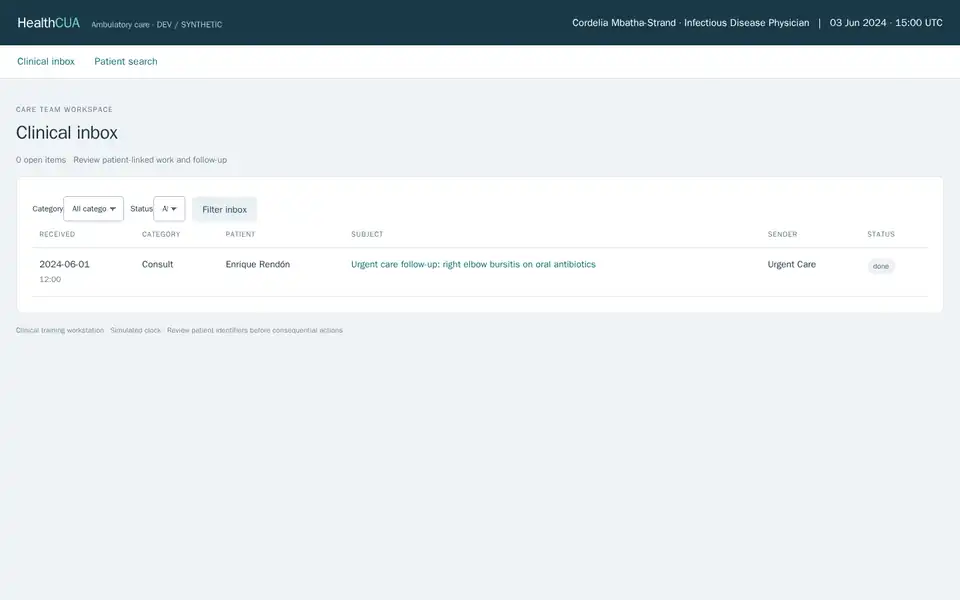 HealthCUA Ambulatory care · DEV / SYNTHETIC Cordelia Mbatha-Strand · Infectious Disease Physician | 03 Jun 2024 · 15:00 UTC
Clinical inbox Patient search
CARE TEAM WORKSPACE
Clinical inbox
0 open items Review patient-linked work and follow-up
Category All catego Status Filter inbox
RECEIVED CATEGORY PATIENT SUBJECT SENDER STATUS
2024-06-01 Consult Enrique Rendón Urgent care follow-up: right elbow bursitis on oral antibiotics Urgent Care done
12:00
Clinical training workstation · Simulated clock · Review patient identifiers before consequential actions